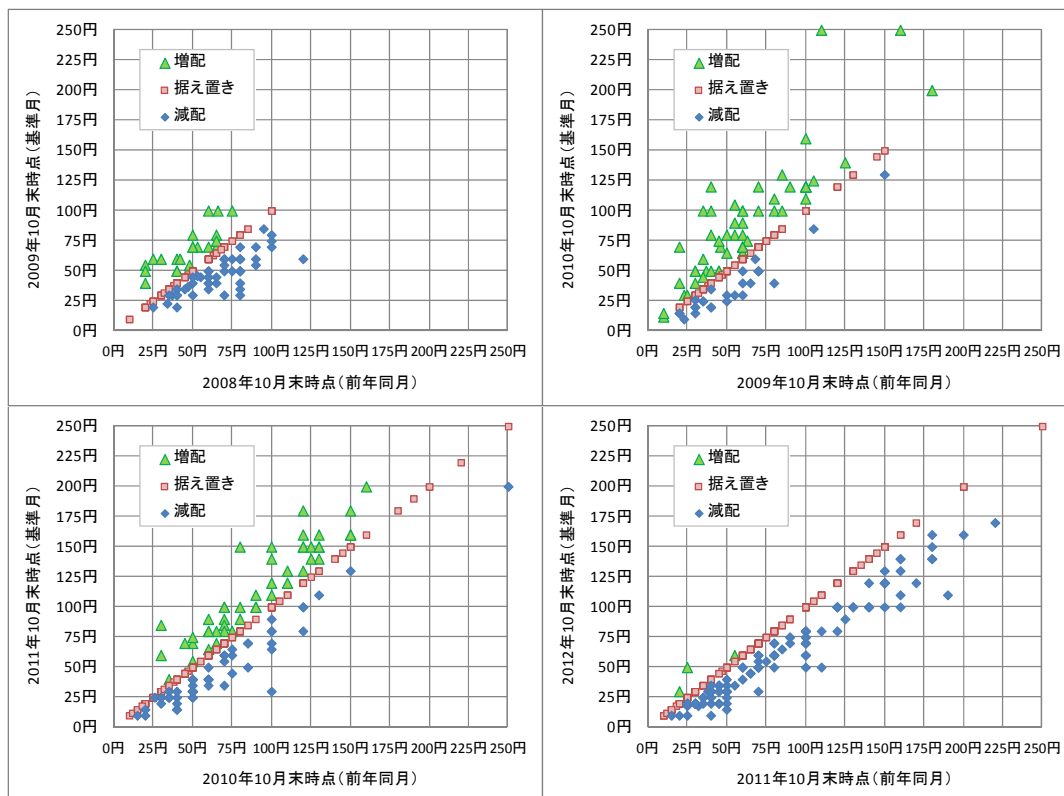 250円
225円
200円
175円
150円
125円
100円
75円
50円
25円
0円
2009年10月末時点(基準月)
増配
据え置き
減配
0円 25円 50円 75円 100円 125円 150円 175円 200円 225円 250円
2008年10月末時点(前年同月)
250円
225円
200円
175円
150円
125円
100円
75円
50円
25円
0円
2010年10月末時点(基準月)
増配
据え置き
減配
0円 25円 50円 75円 100円 125円 150円 175円 200円 225円 250円
2009年10月末時点(前年同月)
250円
225円
200円
175円
150円
125円
100円
75円
50円
25円
0円
2011年10月末時点(基準月)
増配
据え置き
減配
0円 25円 50円 75円 100円 125円 150円 175円 200円 225円 250円
2010年10月末時点(前年同月)
250円
225円
200円
175円
150円
125円
100円
75円
50円
25円
0円
2012年10月末時点(基準月)
増配
据え置き
減配
0円 25円 50円 75円 100円 125円 150円 175円 200円 225円 250円
2011年10月末時点(前年同月)